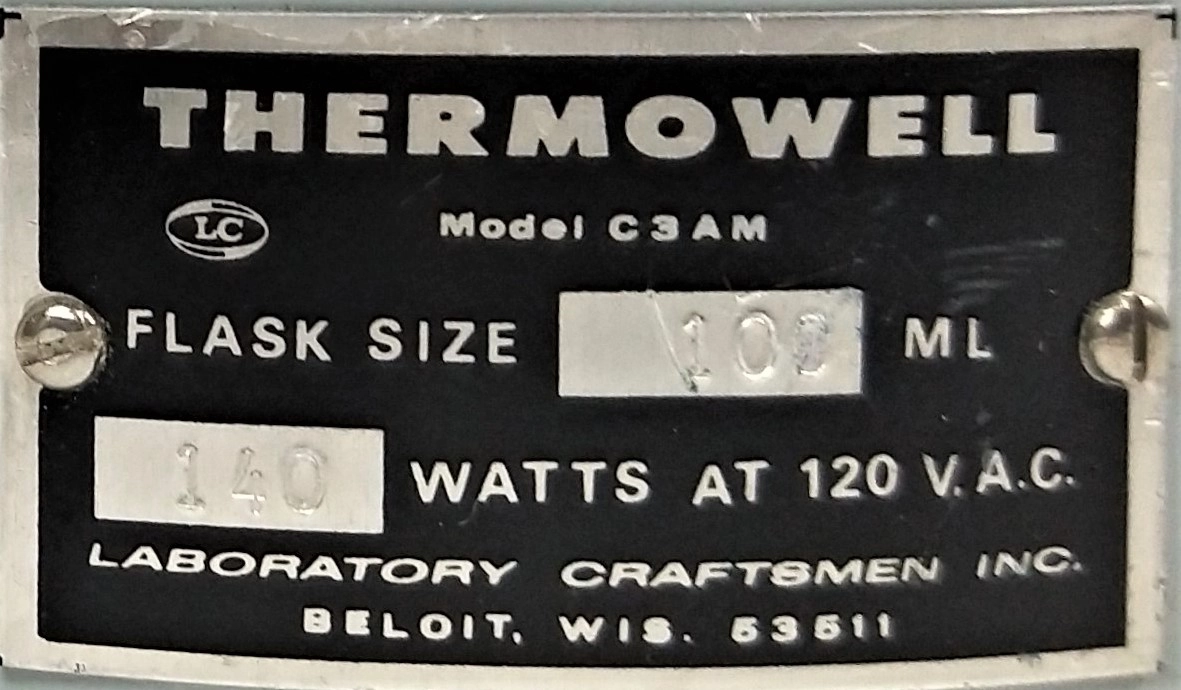 THERMOWELL
LC
Model C3AM
FLASK SIZE 100 ML
140 WATTS AT 120 V.A.C.
LABORATORY CRAFTSMEN INC.
BELOIT, WIS. 53511